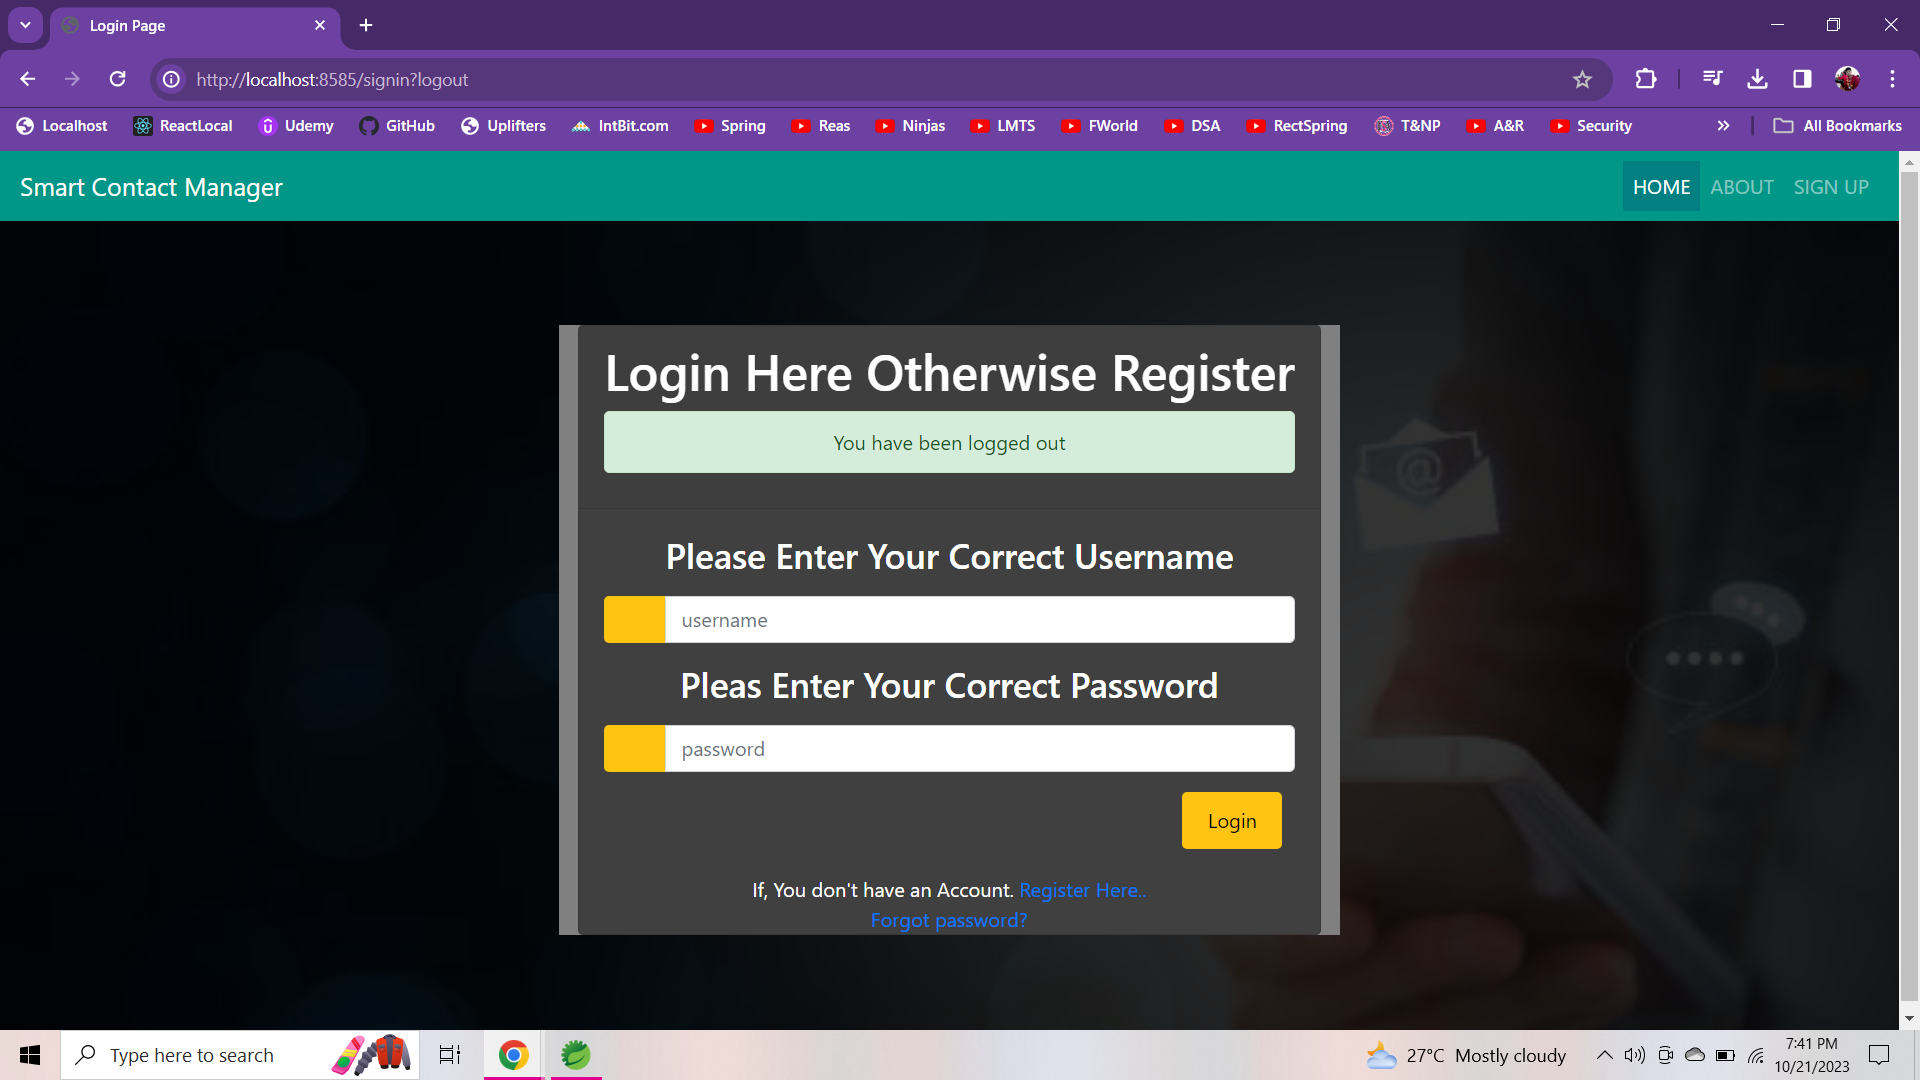 Login Page
http://localhost:8585/signin?logout
Localhost ReactLocal Udemy GitHub Uplifters IntBit.com Spring Reas Ninjas LMTS FWorld DSA RectSpring T&NP A&R Security » All Bookmarks
Smart Contact Manager HOME ABOUT SIGN UP
Login Here Otherwise Register
You have been logged out
Please Enter Your Correct Username
username
Pleas Enter Your Correct Password
password
Login
If, You don't have an Account. Register Here..
Forgot password?
Type here to search
27°C Mostly cloudy
7:41 PM
10/21/2023